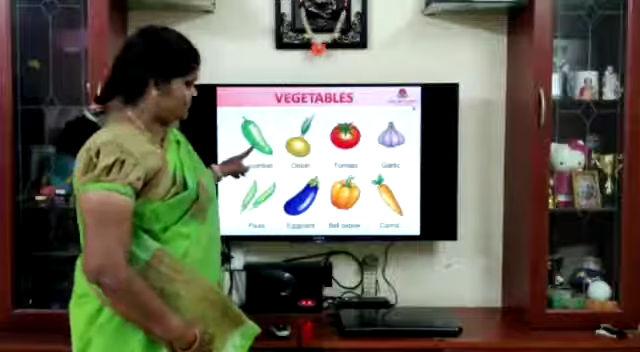 VEGETABLES
Onion Tomato Garlic
Peas Eggplant Bell pepper Carrot